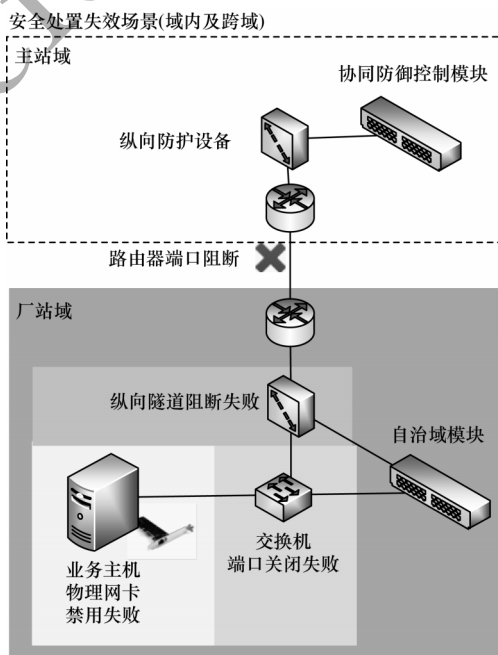 安全处置失效场景(域内及跨域)
主站域
协同防御控制模块
纵向防护设备
路由器端口阻断
厂站域
纵向隧道阻断失败
自治域模块
交换机
端口关闭失败
业务主机
物理网卡
禁用失败